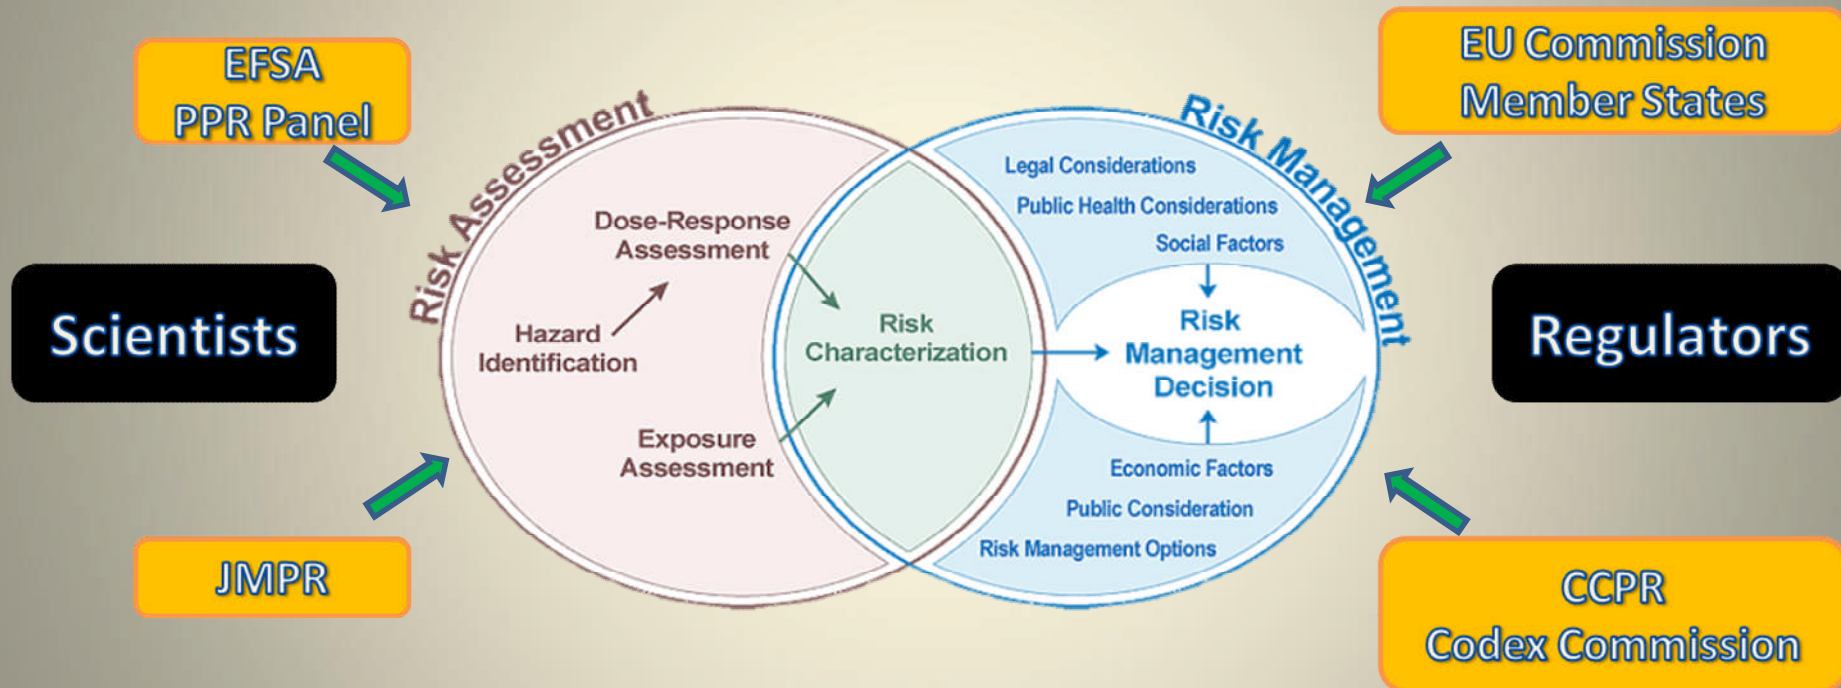 EFSA
PPR Panel
EU Commission
Member States
Risk Assessment
Risk Management
Legal Considerations
Public Health Considerations
Social Factors
Dose-Response
Assessment
Scientists
Hazard
Identification
Risk
Characterization
Risk
Management
Decision
Regulators
Exposure
Assessment
Economic Factors
Public Consideration
Risk Management Options
JMPR
CCPR
Codex Commission